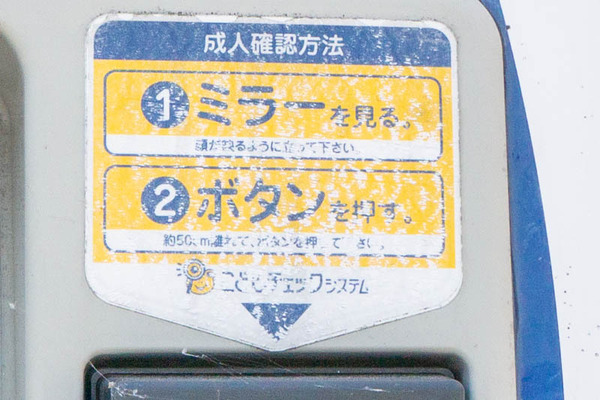 成人確認方法
1 ミラーを見る。
顔が映るように立って下さい。
2 ボタンを押す。
約50cm離れて、ボタンを押して下さい。
こどもチェックシステム